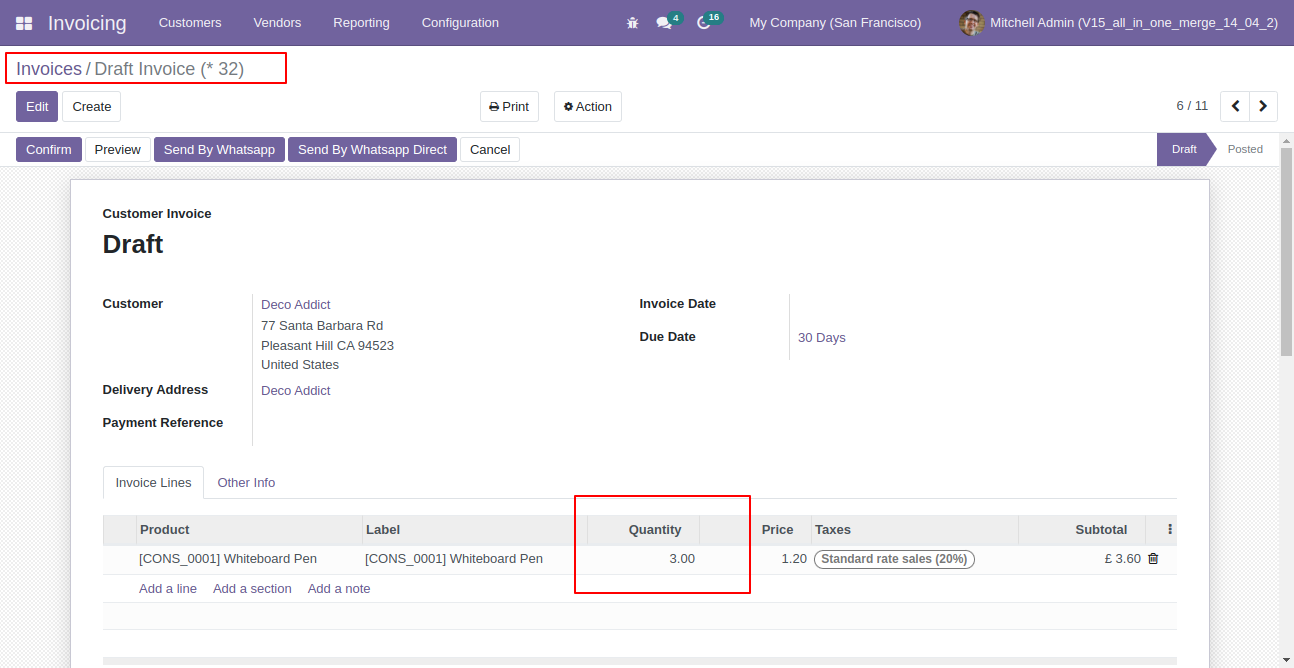 Invoicing Customers Vendors Reporting Configuration 4 16 My Company (San Francisco) Mitchell Admin (V15_all_in_one_merge_14_04_2)
Invoices / Draft Invoice (* 32)
Edit Create Print Action 6 / 11
Confirm Preview Send By Whatsapp Send By Whatsapp Direct Cancel Draft Posted
Customer Invoice
Draft
Customer Deco Addict Invoice Date
77 Santa Barbara Rd
Pleasant Hill CA 94523 Due Date 30 Days
United States
Delivery Address Deco Addict
Payment Reference
Invoice Lines Other Info
Product Label Quantity Price Taxes Subtotal
[CONS_0001] Whiteboard Pen [CONS_0001] Whiteboard Pen 3.00 1.20 Standard rate sales (20%) £ 3.60
Add a line Add a section Add a note